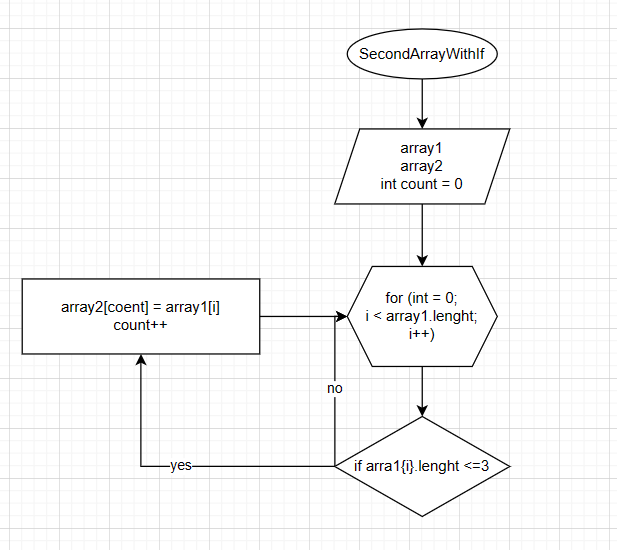 SecondArrayWithIf
array1
array2
int count = 0
for (int = 0;
i < array1.lenght;
i++)
array2[coent] = array1[i]
count++
no
if arra1{i}.lenght <=3
yes